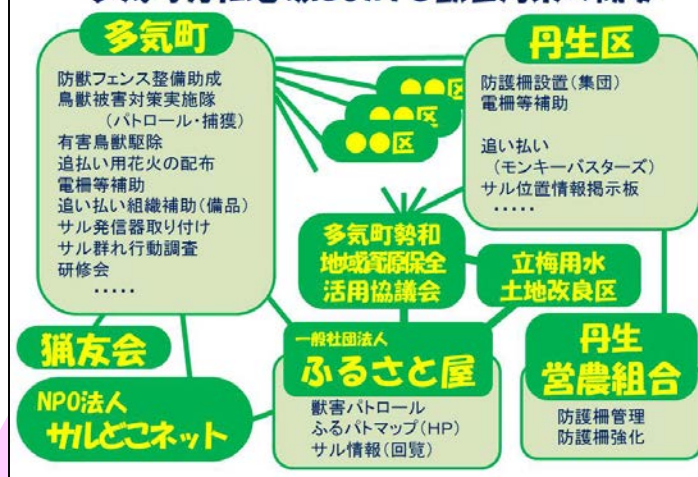 多気町
防獣フェンス整備助成
鳥獣被害対策実施隊
（パトロール・捕獲）
有害鳥獣駆除
追払い用花火の配布
電柵等補助
追い払い組織補助（備品）
サル発信器取り付け
サル群れ行動調査
研修会
‥‥‥
●●区
●●区
●●区
丹生区
防護柵設置（集団）
電柵等補助
追い払い
（モンキーバスターズ）
サル位置情報掲示板
‥‥‥
多気町勢和
地域資源保全
活用協議会
立梅用水
土地改良区
猟友会
NPO法人
サルどこネット
一般社団法人
ふるさと屋
獣害パトロール
ふるパトマップ（HP）
サル情報（回覧）
丹生
営農組合
防護柵管理
防護柵強化